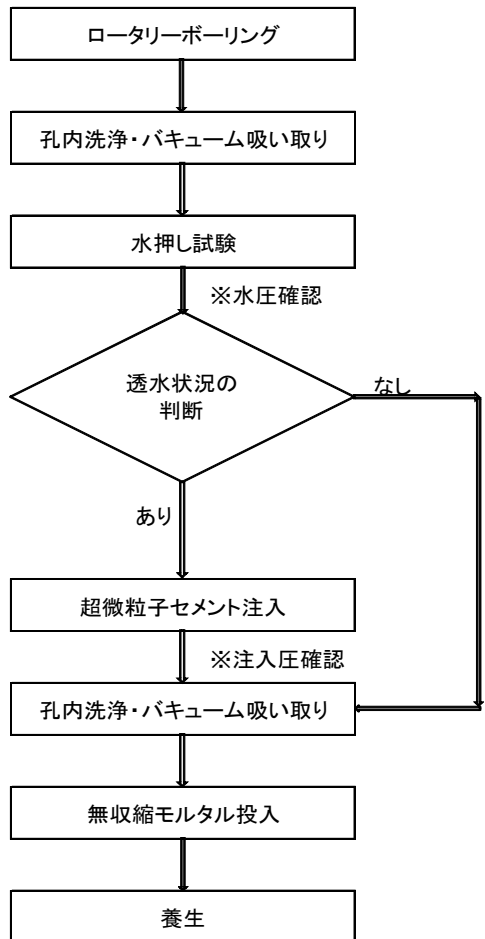 ロータリーボーリング
孔内洗浄・バキューム吸い取り
水押し試験
※水圧確認
透水状況の
判断
なし
あり
超微粒子セメント注入
※注入圧確認
孔内洗浄・バキューム吸い取り
無収縮モルタル投入
養生